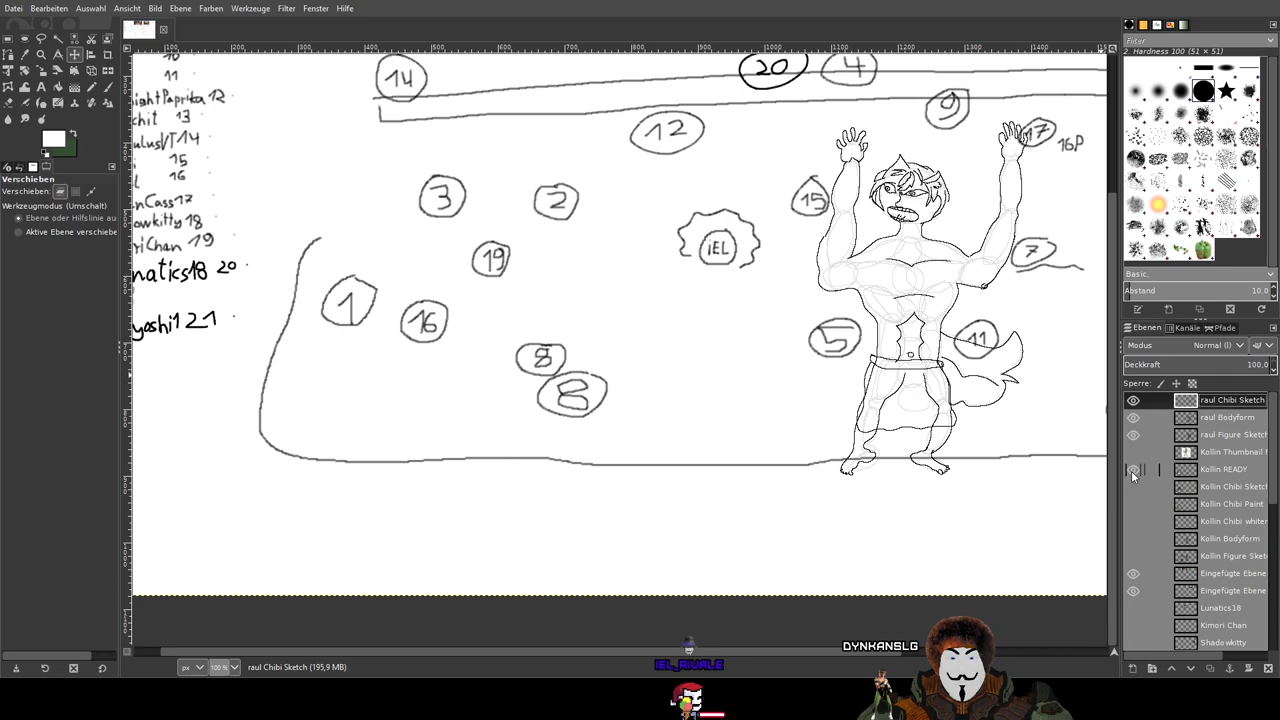 Datei Bearbeiten Auswahl Ansicht Bild Ebene Farben Werkzeuge Filter Fenster Hilfe
Filter
2. Hardness 100 (51 × 51)
14
20
4
11
ightPaprika 12
chit 13
ulusVT 14
15
16
nCass 17
owkitty 18
riChan 19
natics18 20
yoshi1 21
12
9
17
16P
3
2
15
19
iEL
7
1
16
5
11
8
8
Verschieben
Verschieben:
Werkzeugmodus (Umschalt)
Ebene oder Hilfslinie au
Aktive Ebene verschiebe
Basic,
Abstand 10,0
Ebenen Kanäle Pfade
Modus Normal (l)
Deckkraft 100,0
Sperre:
raul Chibi Sketch
raul Bodyform
raul Figure Sketch
Kollin Thumbnail
Kollin READY
Kollin Chibi Sketch
Kollin Chibi Paint
Kollin Chibi whiter
Kollin Bodyform
Kollin Figure Sket
Eingefügte Ebene
Eingefügte Ebene
Lunatics18
Kimori Chan
Shadowkitty
px 100 % raul Chibi Sketch (195,9 MB)
IEL_RIVALE
DYNKANSLG